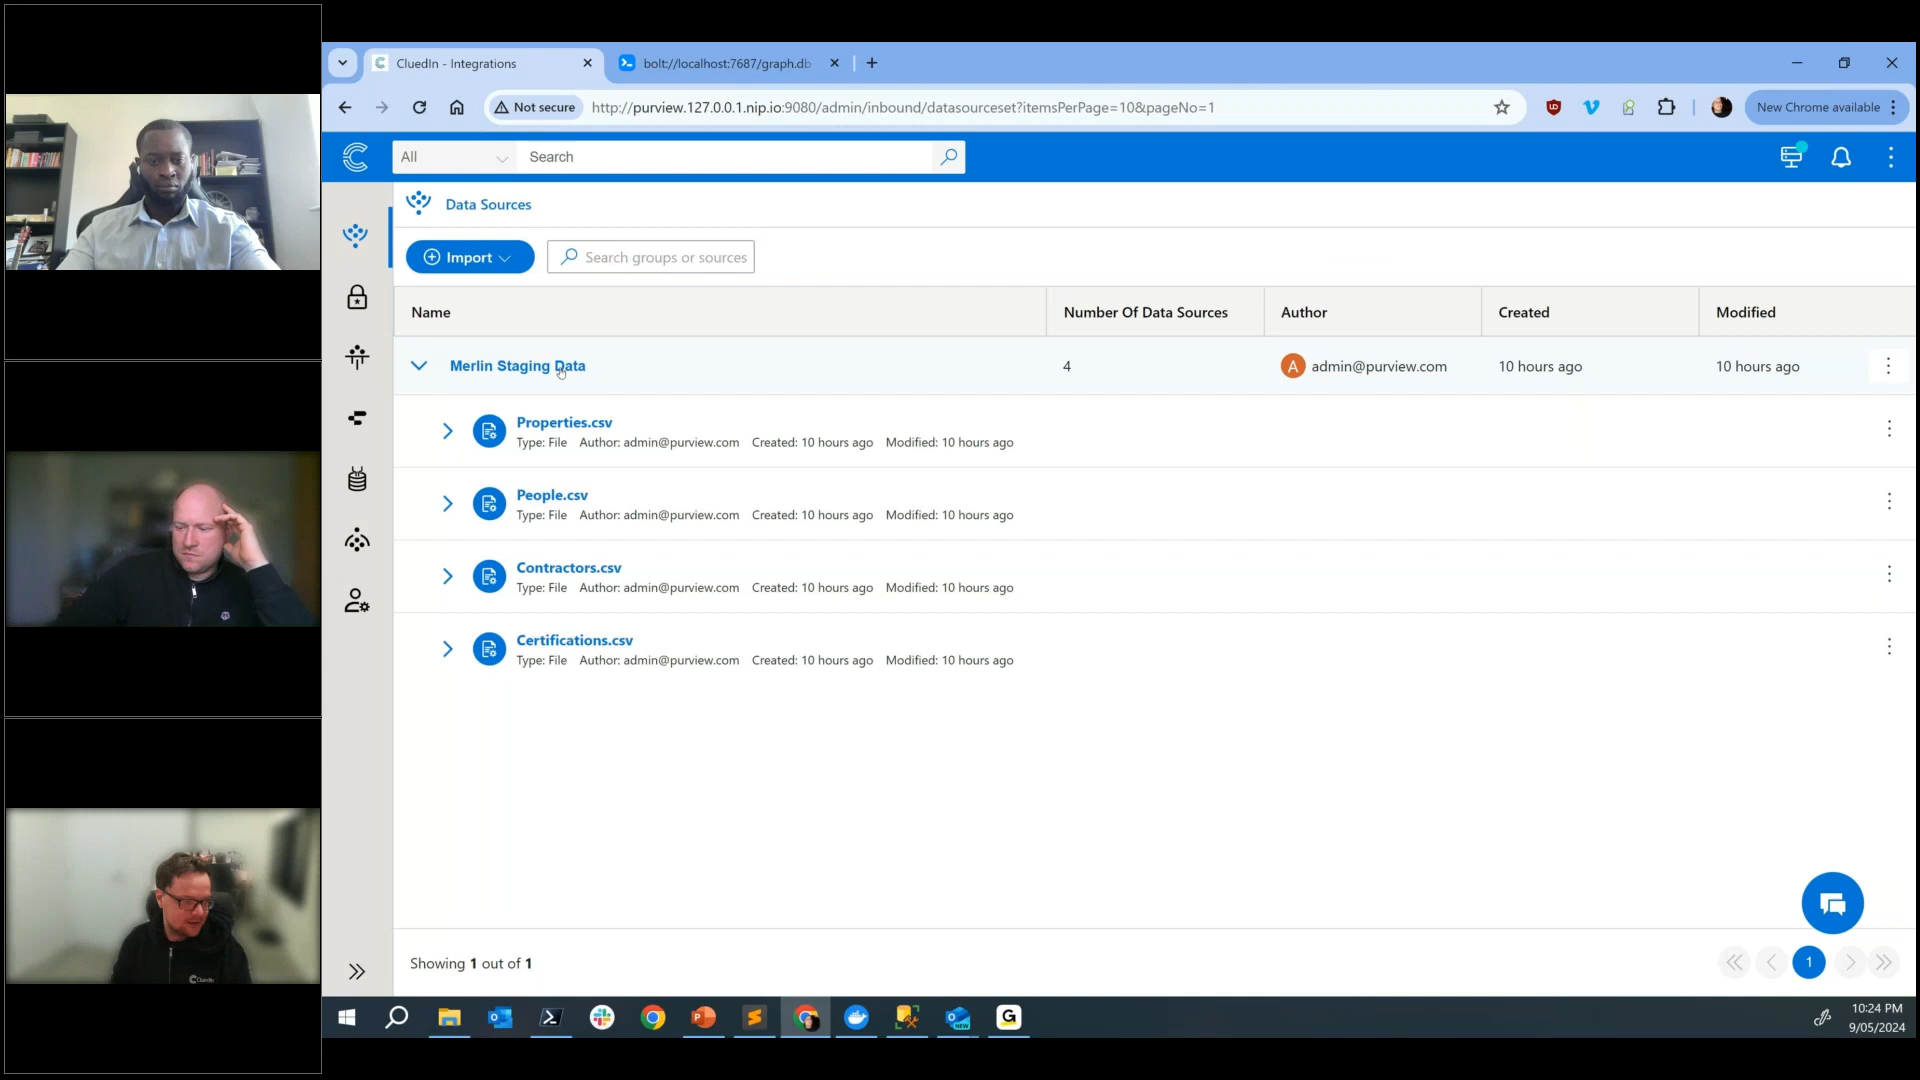 CluedIn - Integrations
bolt://localhost:7687/graph.db
Not secure
http://purview.127.0.0.1.nip.io:9080/admin/inbound/datasourceset?itemsPerPage=10&pageNo=1
New Chrome available
All
Search
Data Sources
Import
Search groups or sources
Name
Number Of Data Sources
Author
Created
Modified
Merlin Staging Data
4
A
admin@purview.com
10 hours ago
10 hours ago
Properties.csv
Type: File Author: admin@purview.com Created: 10 hours ago Modified: 10 hours ago
People.csv
Type: File Author: admin@purview.com Created: 10 hours ago Modified: 10 hours ago
Contractors.csv
Type: File Author: admin@purview.com Created: 10 hours ago Modified: 10 hours ago
Certifications.csv
Type: File Author: admin@purview.com Created: 10 hours ago Modified: 10 hours ago
Showing 1 out of 1
1
CluedIn
10:24 PM
9/05/2024